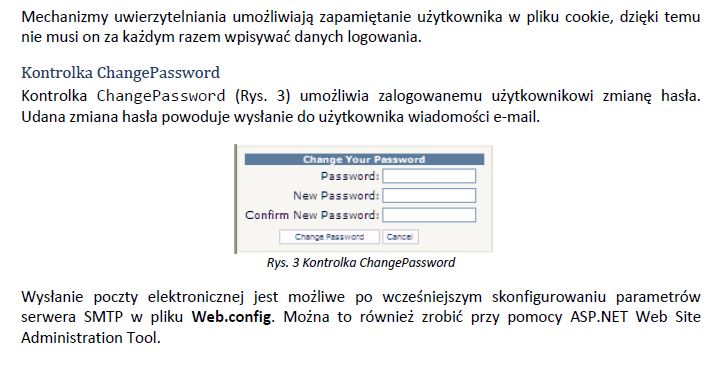 Mechanizmy uwierzytelniania umożliwiają zapamiętanie użytkownika w pliku cookie, dzięki temu
nie musi on za każdym razem wpisywać danych logowania.
Kontrolka ChangePassword
Kontrolka ChangePassword (Rys. 3) umożliwia zalogowanemu użytkownikowi zmianę hasła.
Udana zmiana hasła powoduje wysłanie do użytkownika wiadomości e-mail.
Change Your Password
Password:
New Password:
Confirm New Password:
Change Password Cancel
Rys. 3 Kontrolka ChangePassword
Wysłanie poczty elektronicznej jest możliwe po wcześniejszym skonfigurowaniu parametrów
serwera SMTP w pliku Web.config. Można to również zrobić przy pomocy ASP.NET Web Site
Administration Tool.